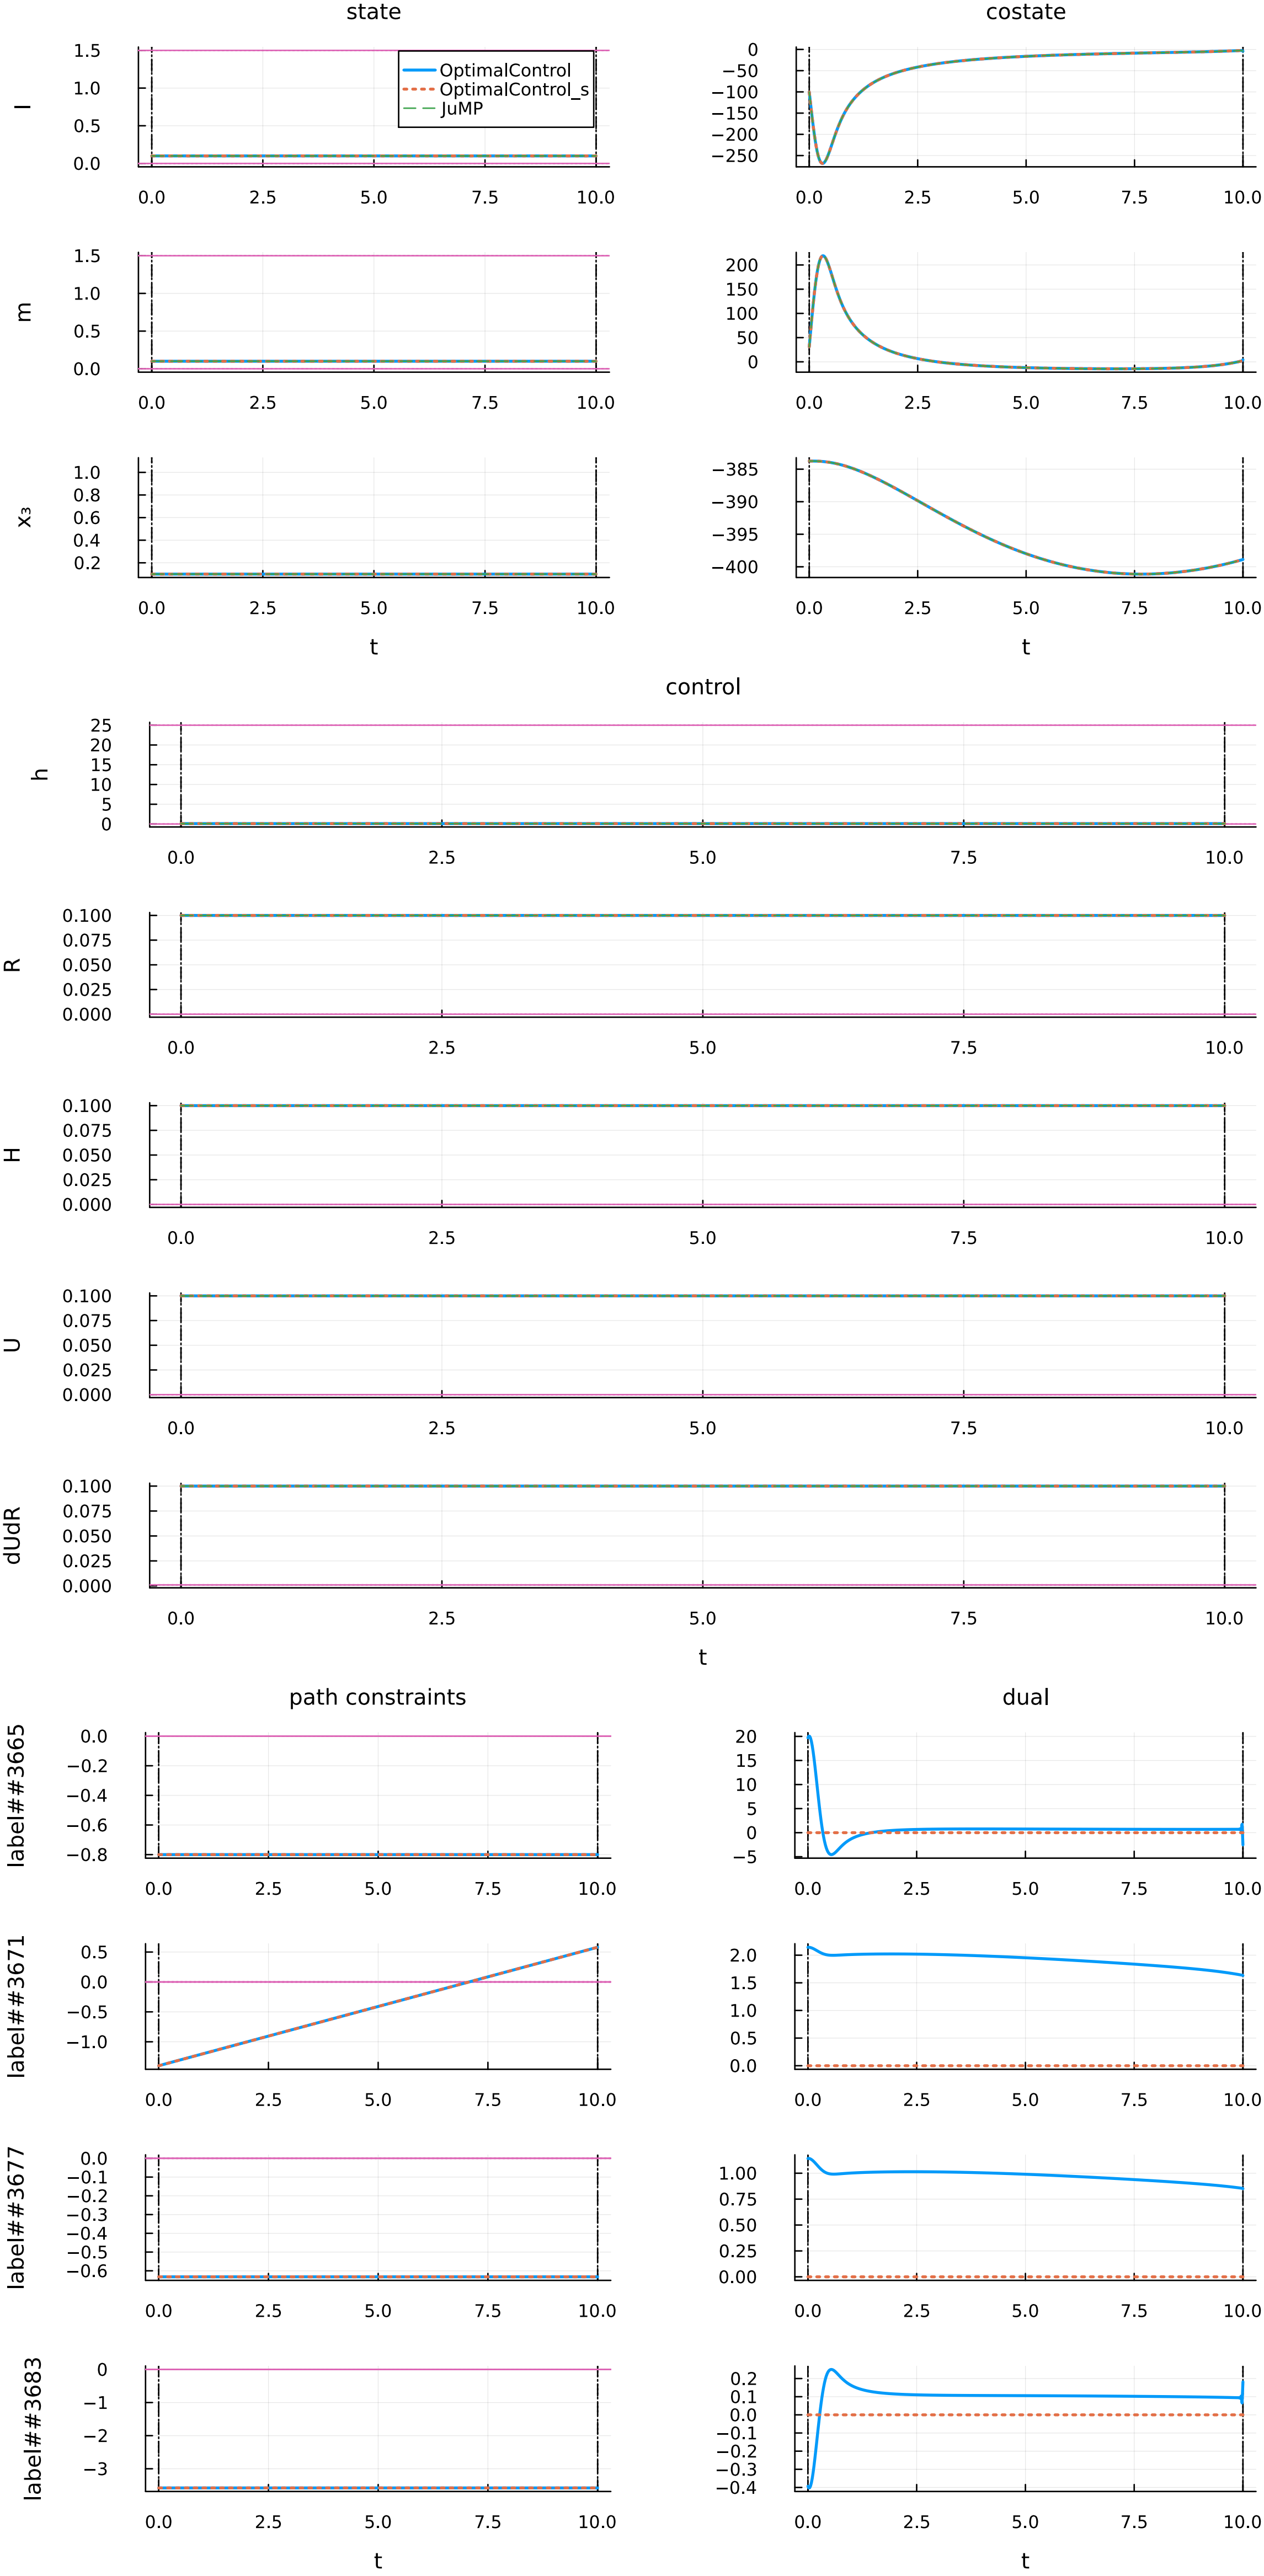 state
costate
l
1.5
1.0
0.5
0.0
OptimalControl
OptimalControl_s
JuMP
0.0 2.5 5.0 7.5 10.0
0
−50
−100
−150
−200
−250
0.0 2.5 5.0 7.5 10.0
m
1.5
1.0
0.5
0.0
0.0 2.5 5.0 7.5 10.0
200
150
100
50
0
0.0 2.5 5.0 7.5 10.0
x₃
1.0
0.8
0.6
0.4
0.2
0.0 2.5 5.0 7.5 10.0
t
−385
−390
−395
−400
0.0 2.5 5.0 7.5 10.0
t
control
h
25
20
15
10
5
0
0.0 2.5 5.0 7.5 10.0
R
0.100
0.075
0.050
0.025
0.000
0.0 2.5 5.0 7.5 10.0
H
0.100
0.075
0.050
0.025
0.000
0.0 2.5 5.0 7.5 10.0
U
0.100
0.075
0.050
0.025
0.000
0.0 2.5 5.0 7.5 10.0
dUdR
0.100
0.075
0.050
0.025
0.000
0.0 2.5 5.0 7.5 10.0
t
path constraints
dual
label##3665
0.0
−0.2
−0.4
−0.6
−0.8
0.0 2.5 5.0 7.5 10.0
20
15
10
5
0
−5
0.0 2.5 5.0 7.5 10.0
label##3671
0.5
0.0
−0.5
−1.0
0.0 2.5 5.0 7.5 10.0
2.0
1.5
1.0
0.5
0.0
0.0 2.5 5.0 7.5 10.0
label##3677
0.0
−0.1
−0.2
−0.3
−0.4
−0.5
−0.6
0.0 2.5 5.0 7.5 10.0
1.00
0.75
0.50
0.25
0.00
0.0 2.5 5.0 7.5 10.0
label##3683
0
−1
−2
−3
0.0 2.5 5.0 7.5 10.0
t
0.2
0.1
0.0
−0.1
−0.2
−0.3
−0.4
0.0 2.5 5.0 7.5 10.0
t